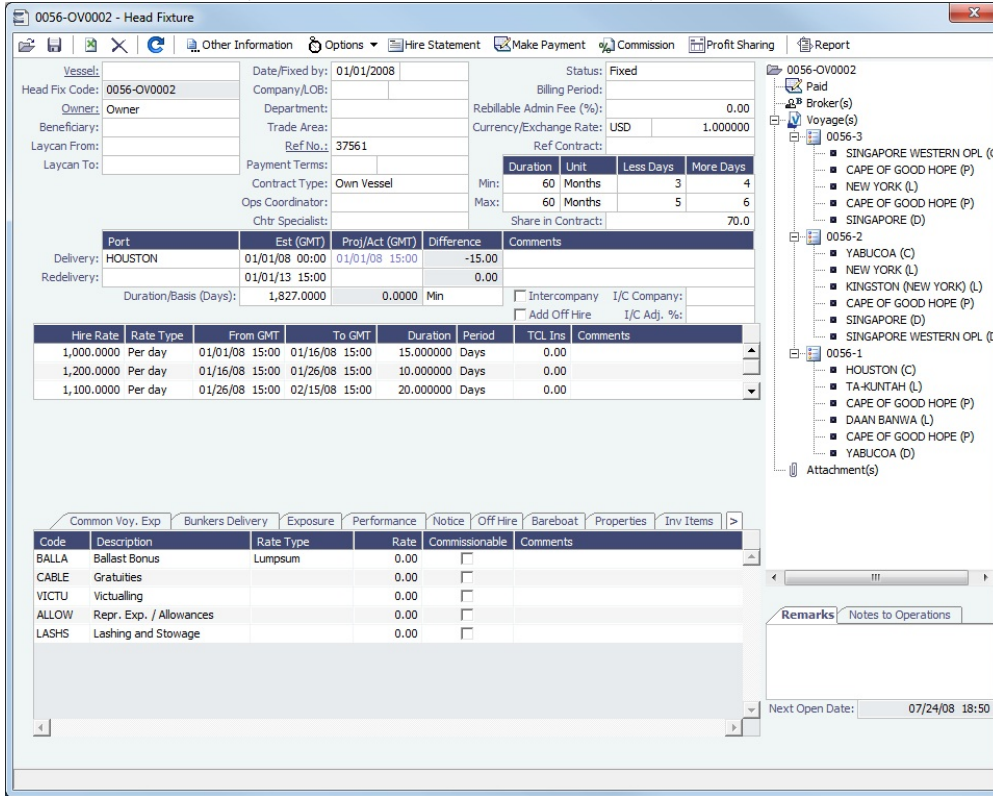 0056-OV0002 - Head Fixture
Other Information Options Hire Statement Make Payment Commission Profit Sharing Report
Vessel: Date/Fixed by: 01/01/2008 Status: Fixed
Head Fix Code: 0056-OV0002 Company/LOB: Billing Period:
Owner: Owner Department: Rebillable Admin Fee (%): 0.00
Beneficiary: Trade Area: Currency/Exchange Rate: USD 1.000000
Laycan From: Ref No.: 37561 Ref Contract:
Laycan To: Payment Terms: Duration Unit Less Days More Days
Contract Type: Own Vessel Min: 60 Months 3 4
Ops Coordinator: Max: 60 Months 5 6
Chtr Specialist: Share in Contract: 70.0
Port Est (GMT) Proj/Act (GMT) Difference Comments
Delivery: HOUSTON 01/01/08 00:00 01/01/08 15:00 -15.00
Redelivery: 01/01/13 15:00 0.00
Duration/Basis (Days): 1,827.0000 0.0000 Min Intercompany I/C Company:
Add Off Hire I/C Adj. %:
Hire Rate Rate Type From GMT To GMT Duration Period TCL Ins Comments
1,000.0000 Per day 01/01/08 15:00 01/16/08 15:00 15.000000 Days 0.00
1,200.0000 Per day 01/16/08 15:00 01/26/08 15:00 10.000000 Days 0.00
1,100.0000 Per day 01/26/08 15:00 02/15/08 15:00 20.000000 Days 0.00
Common Voy. Exp Bunkers Delivery Exposure Performance Notice Off Hire Bareboat Properties Inv Items >
Code Description Rate Type Rate Commissionable Comments
BALLA Ballast Bonus Lumpsum 0.00
CABLE Gratuities 0.00
VICTU Victualling 0.00
ALLOW Repr. Exp. / Allowances 0.00
LASHS Lashing and Stowage 0.00
0056-OV0002
Paid
Broker(s)
Voyage(s)
0056-3
SINGAPORE WESTERN OPL (C
CAPE OF GOOD HOPE (P)
NEW YORK (L)
CAPE OF GOOD HOPE (P)
SINGAPORE (D)
0056-2
YABUCOA (C)
NEW YORK (L)
KINGSTON (NEW YORK) (L)
CAPE OF GOOD HOPE (P)
SINGAPORE (D)
SINGAPORE WESTERN OPL (D
0056-1
HOUSTON (C)
TA-KUNTAH (L)
CAPE OF GOOD HOPE (P)
DAAN BANWA (L)
CAPE OF GOOD HOPE (P)
YABUCOA (D)
Attachment(s)
Remarks Notes to Operations
Next Open Date: 07/24/08 18:50